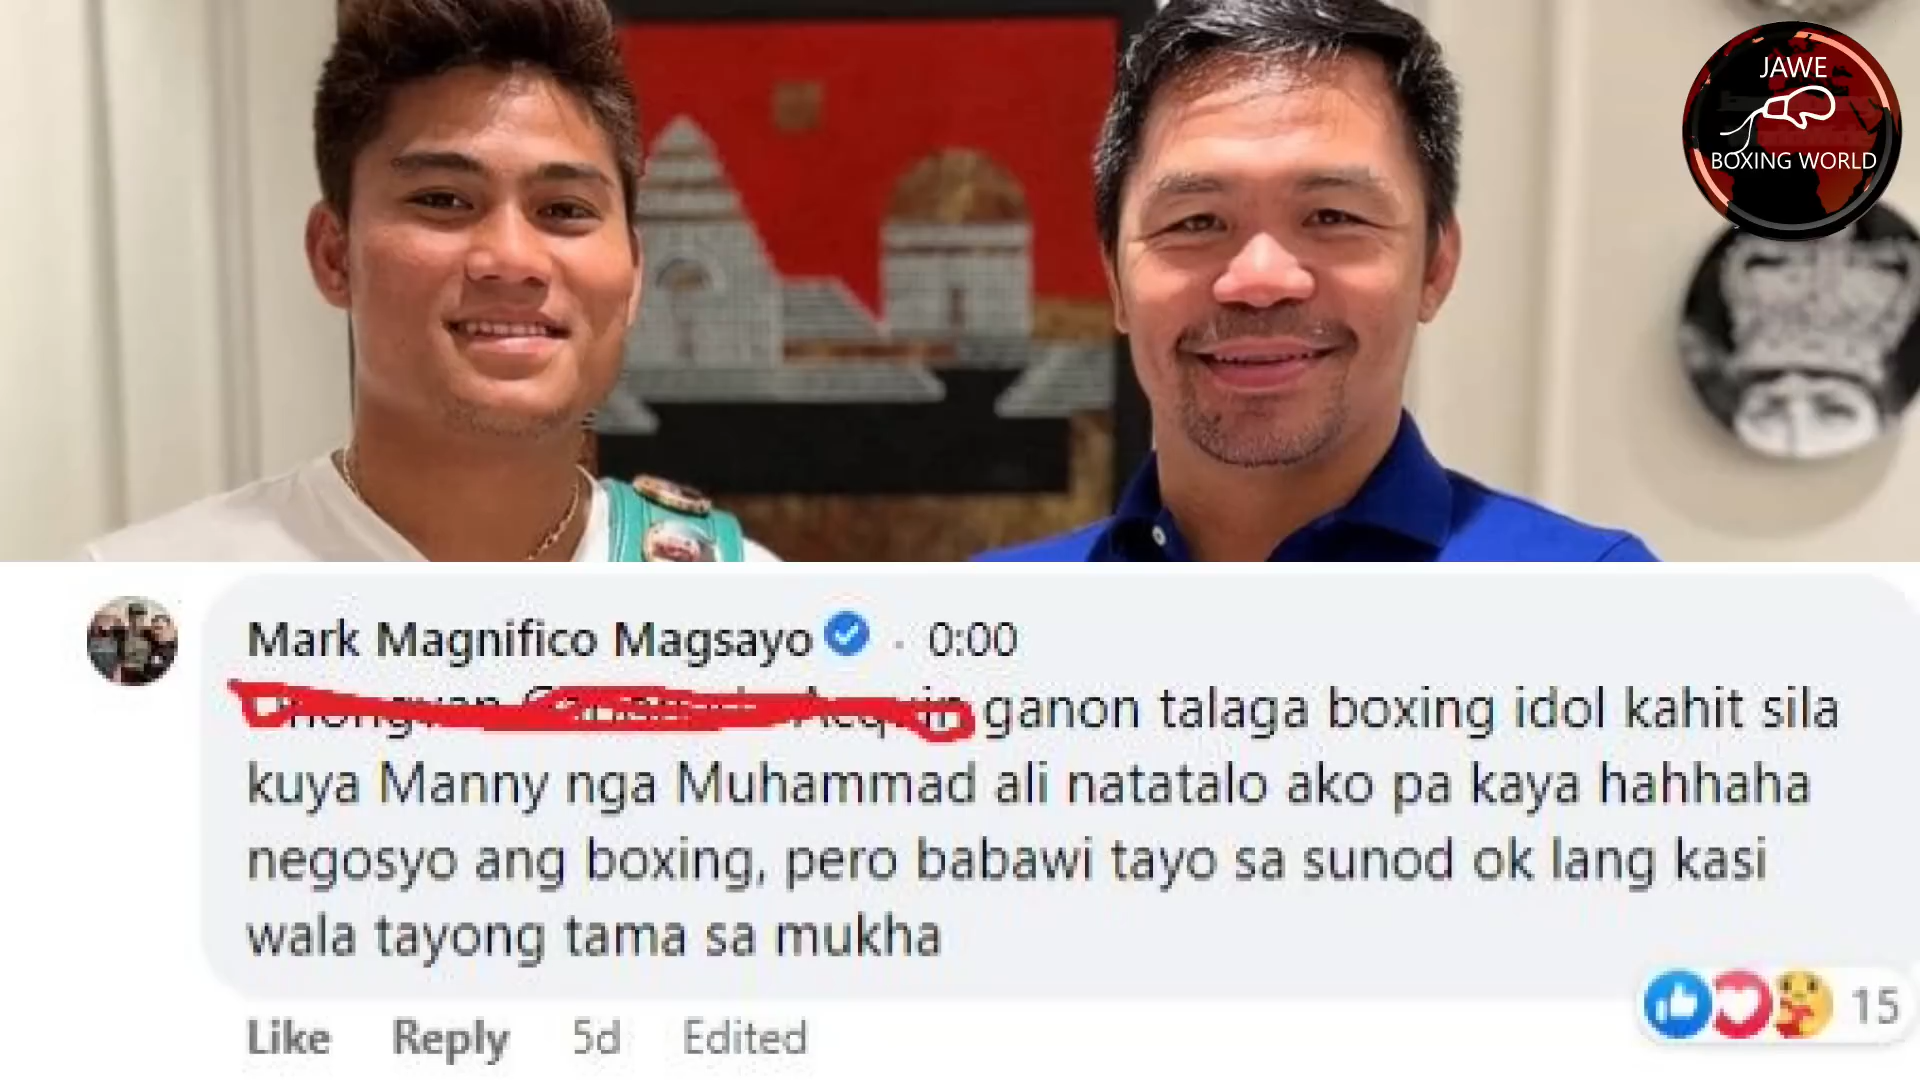 JAWE
BOXING WORLD
Mark Magnifico Magsayo · 0:00
ganon talaga boxing idol kahit sila
kuya Manny nga Muhammad ali natatalo ako pa kaya hahhaha
negosyo ang boxing, pero babawi tayo sa sunod ok lang kasi
wala tayong tama sa mukha
15
Like Reply 5d Edited